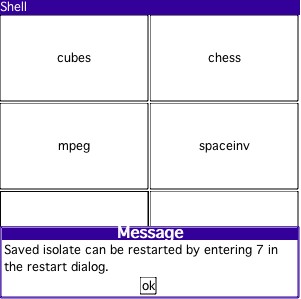 Shell
cubes
chess
mpeg
spaceinv
Message
Saved isolate can be restarted by entering 7 in
the restart dialog.
ok